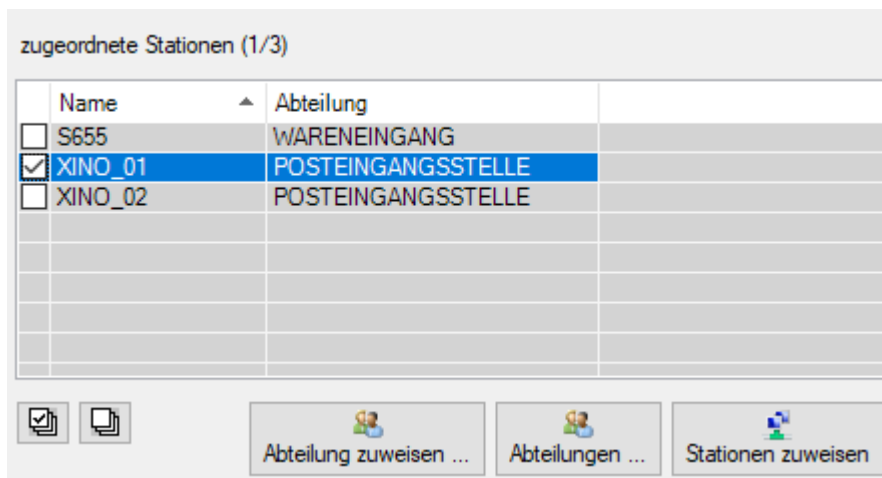 zugeordnete Stationen (1/3)
Name Abteilung
S655 WARENEINGANG
XINO_01 POSTEINGANGSSTELLE
XINO_02 POSTEINGANGSSTELLE
Abteilung zuweisen ... Abteilungen ... Stationen zuweisen